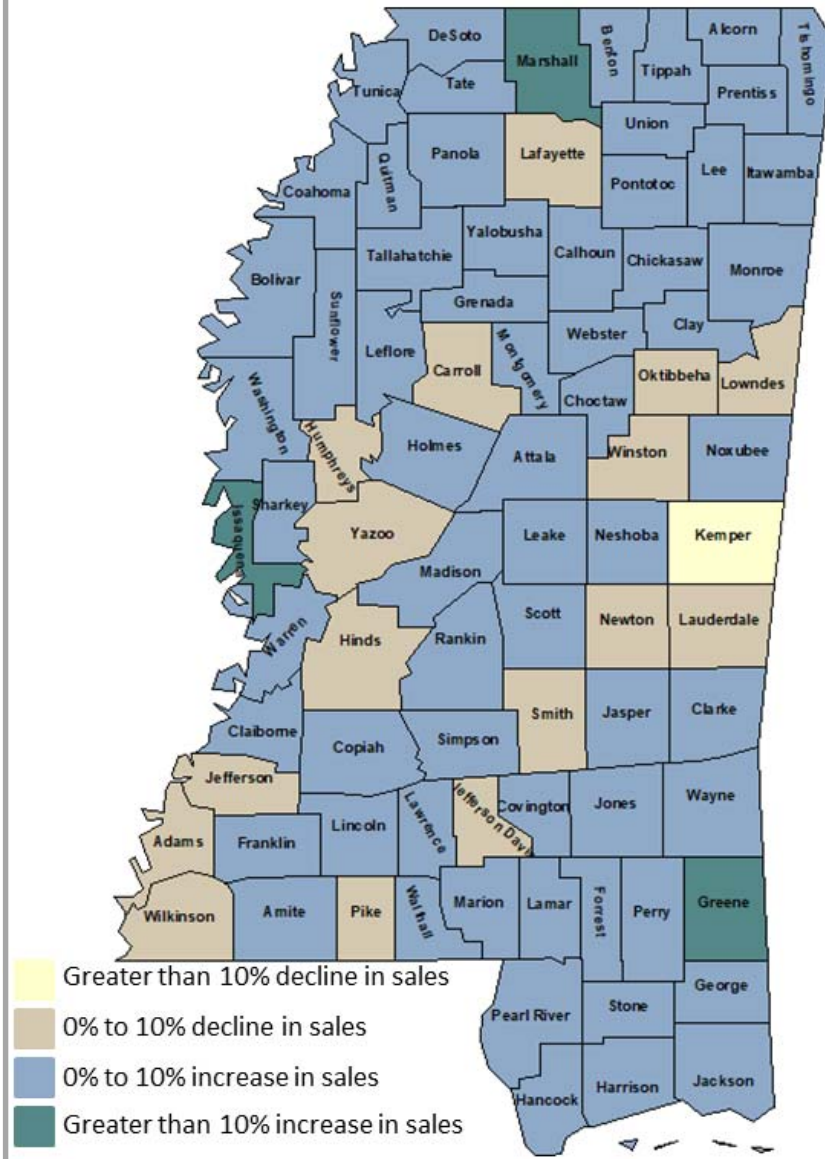 DeSoto
Marshall
Benton
Alcorn
Tishomingo
Tippah
Tunica
Tate
Prentiss
Union
Panola
Lafayette
Quitman
Coahoma
Pontotoc
Lee
Itawamba
Yalobusha
Tallahatchie
Calhoun
Chickasaw
Monroe
Bolivar
Sunflower
Grenada
Leflore
Montgomery
Webster
Clay
Carroll
Oktibbeha
Lowndes
Washington
Choctaw
Humphreys
Holmes
Attala
Winston
Noxubee
Sharkey
Issaquena
Yazoo
Leake
Neshoba
Kemper
Madison
Scott
Newton
Lauderdale
Warren
Hinds
Rankin
Smith
Jasper
Clarke
Claiborne
Copiah
Simpson
Jefferson
Lawrence
Jefferson Davis
Covington
Jones
Wayne
Adams
Franklin
Lincoln
Wilkinson
Amite
Pike
Walthall
Marion
Lamar
Forrest
Perry
Greene
George
Pearl River
Stone
Hancock
Harrison
Jackson
Greater than 10% decline in sales
0% to 10% decline in sales
0% to 10% increase in sales
Greater than 10% increase in sales